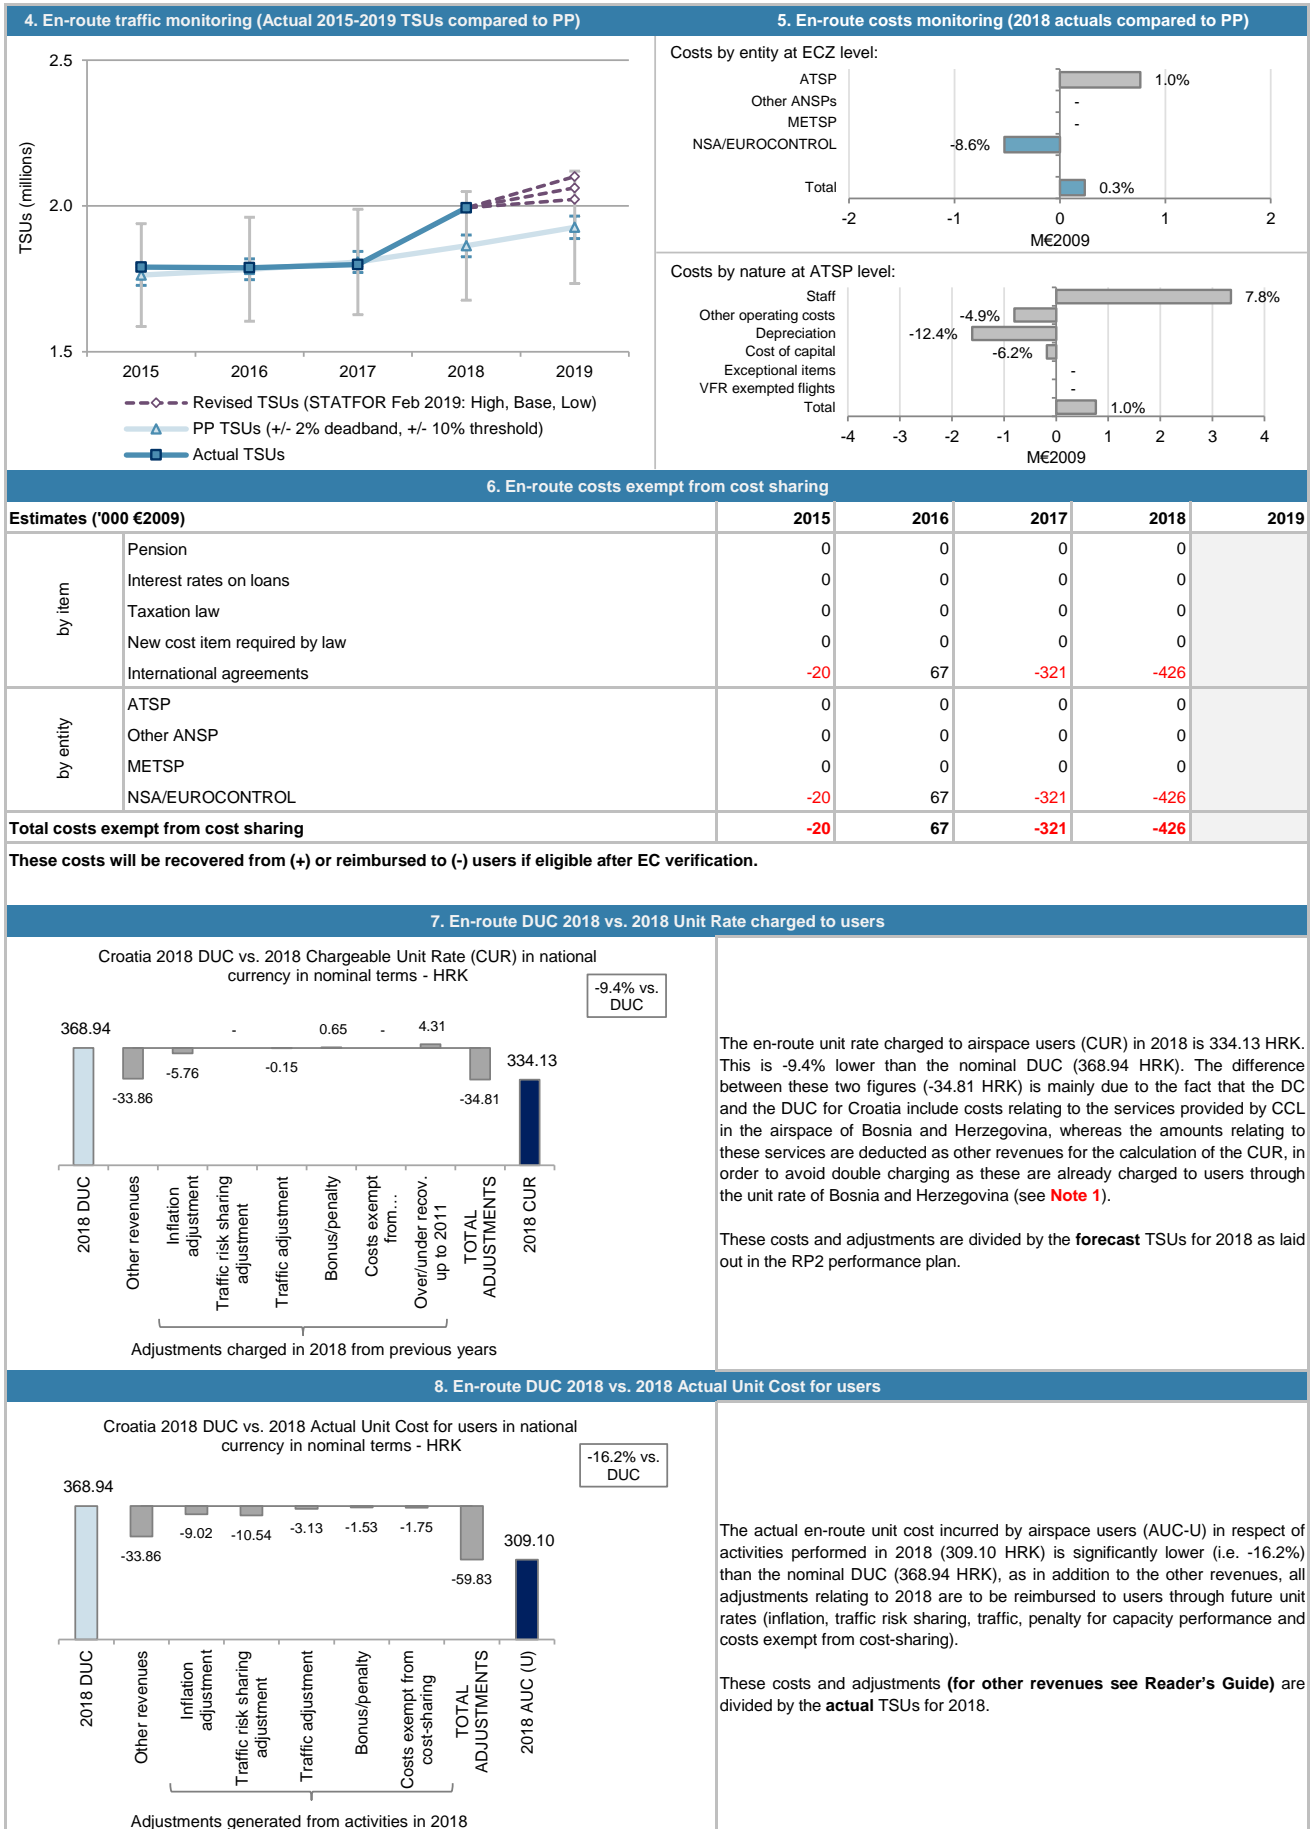 4. En-route traffic monitoring (Actual 2015-2019 TSUs compared to PP)
2.5
2.0
1.5
TSUs (millions)
2015 2016 2017 2018 2019
Revised TSUs (STATFOR Feb 2019: High, Base, Low)
PP TSUs (+/- 2% deadband, +/- 10% threshold)
Actual TSUs
5. En-route costs monitoring (2018 actuals compared to PP)
Costs by entity at ECZ level:
ATSP 1.0%
Other ANSPs -
METSP -
NSA/EUROCONTROL -8.6%
Total 0.3%
-2 -1 0 1 2
M€2009
Costs by nature at ATSP level:
Staff 7.8%
Other operating costs -4.9%
Depreciation -12.4%
Cost of capital -6.2%
Exceptional items -
VFR exempted flights -
Total 1.0%
-4 -3 -2 -1 0 1 2 3 4
M€2009
6. En-route costs exempt from cost sharing
Estimates ('000 €2009) 2015 2016 2017 2018 2019
by item
Pension 0 0 0 0
Interest rates on loans 0 0 0 0
Taxation law 0 0 0 0
New cost item required by law 0 0 0 0
International agreements -20 67 -321 -426
by entity
ATSP 0 0 0 0
Other ANSP 0 0 0 0
METSP 0 0 0 0
NSA/EUROCONTROL -20 67 -321 -426
Total costs exempt from cost sharing -20 67 -321 -426
These costs will be recovered from (+) or reimbursed to (-) users if eligible after EC verification.
7. En-route DUC 2018 vs. 2018 Unit Rate charged to users
Croatia 2018 DUC vs. 2018 Chargeable Unit Rate (CUR) in national
currency in nominal terms - HRK
-9.4% vs.
DUC
368.94
-33.86
-5.76
-
-0.15
0.65
-
4.31
-34.81
334.13
2018 DUC
Other revenues
Inflation
adjustment
Traffic risk sharing
adjustment
Traffic adjustment
Bonus/penalty
Costs exempt
from…
Over/under recov.
up to 2011
TOTAL
ADJUSTMENTS
2018 CUR
Adjustments charged in 2018 from previous years
The en-route unit rate charged to airspace users (CUR) in 2018 is 334.13 HRK.
This is -9.4% lower than the nominal DUC (368.94 HRK). The difference
between these two figures (-34.81 HRK) is mainly due to the fact that the DC
and the DUC for Croatia include costs relating to the services provided by CCL
in the airspace of Bosnia and Herzegovina, whereas the amounts relating to
these services are deducted as other revenues for the calculation of the CUR, in
order to avoid double charging as these are already charged to users through
the unit rate of Bosnia and Herzegovina (see Note 1).
These costs and adjustments are divided by the forecast TSUs for 2018 as laid
out in the RP2 performance plan.
8. En-route DUC 2018 vs. 2018 Actual Unit Cost for users
Croatia 2018 DUC vs. 2018 Actual Unit Cost for users in national
currency in nominal terms - HRK
-16.2% vs.
DUC
368.94
-33.86
-9.02
-10.54
-3.13
-1.53
-1.75
-59.83
309.10
2018 DUC
Other revenues
Inflation
adjustment
Traffic risk sharing
adjustment
Traffic adjustment
Bonus/penalty
Costs exempt from
cost-sharing
TOTAL
ADJUSTMENTS
2018 AUC (U)
Adjustments generated from activities in 2018
The actual en-route unit cost incurred by airspace users (AUC-U) in respect of
activities performed in 2018 (309.10 HRK) is significantly lower (i.e. -16.2%)
than the nominal DUC (368.94 HRK), as in addition to the other revenues, all
adjustments relating to 2018 are to be reimbursed to users through future unit
rates (inflation, traffic risk sharing, traffic, penalty for capacity performance and
costs exempt from cost-sharing).
These costs and adjustments (for other revenues see Reader's Guide) are
divided by the actual TSUs for 2018.